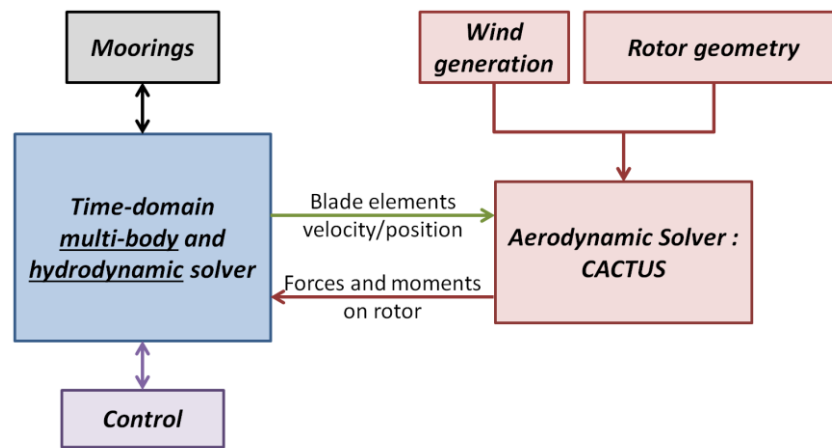 Moorings
Wind
generation
Rotor geometry
Time-domain
multi-body and
hydrodynamic solver
Blade elements
velocity/position
Forces and moments
on rotor
Aerodynamic Solver :
CACTUS
Control